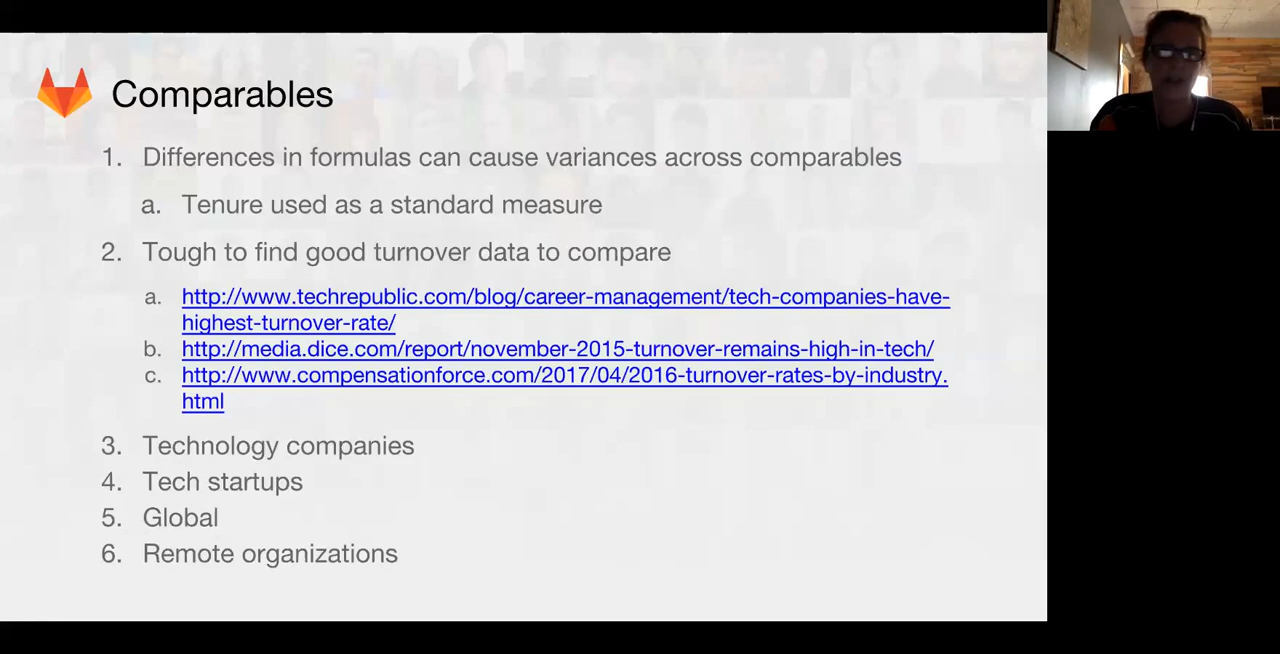 Comparables
1. Differences in formulas can cause variances across comparables
a. Tenure used as a standard measure
2. Tough to find good turnover data to compare
a. http://www.techrepublic.com/blog/career-management/tech-companies-have-
highest-turnover-rate/
b. http://media.dice.com/report/november-2015-turnover-remains-high-in-tech/
c. http://www.compensationforce.com/2017/04/2016-turnover-rates-by-industry.
html
3. Technology companies
4. Tech startups
5. Global
6. Remote organizations